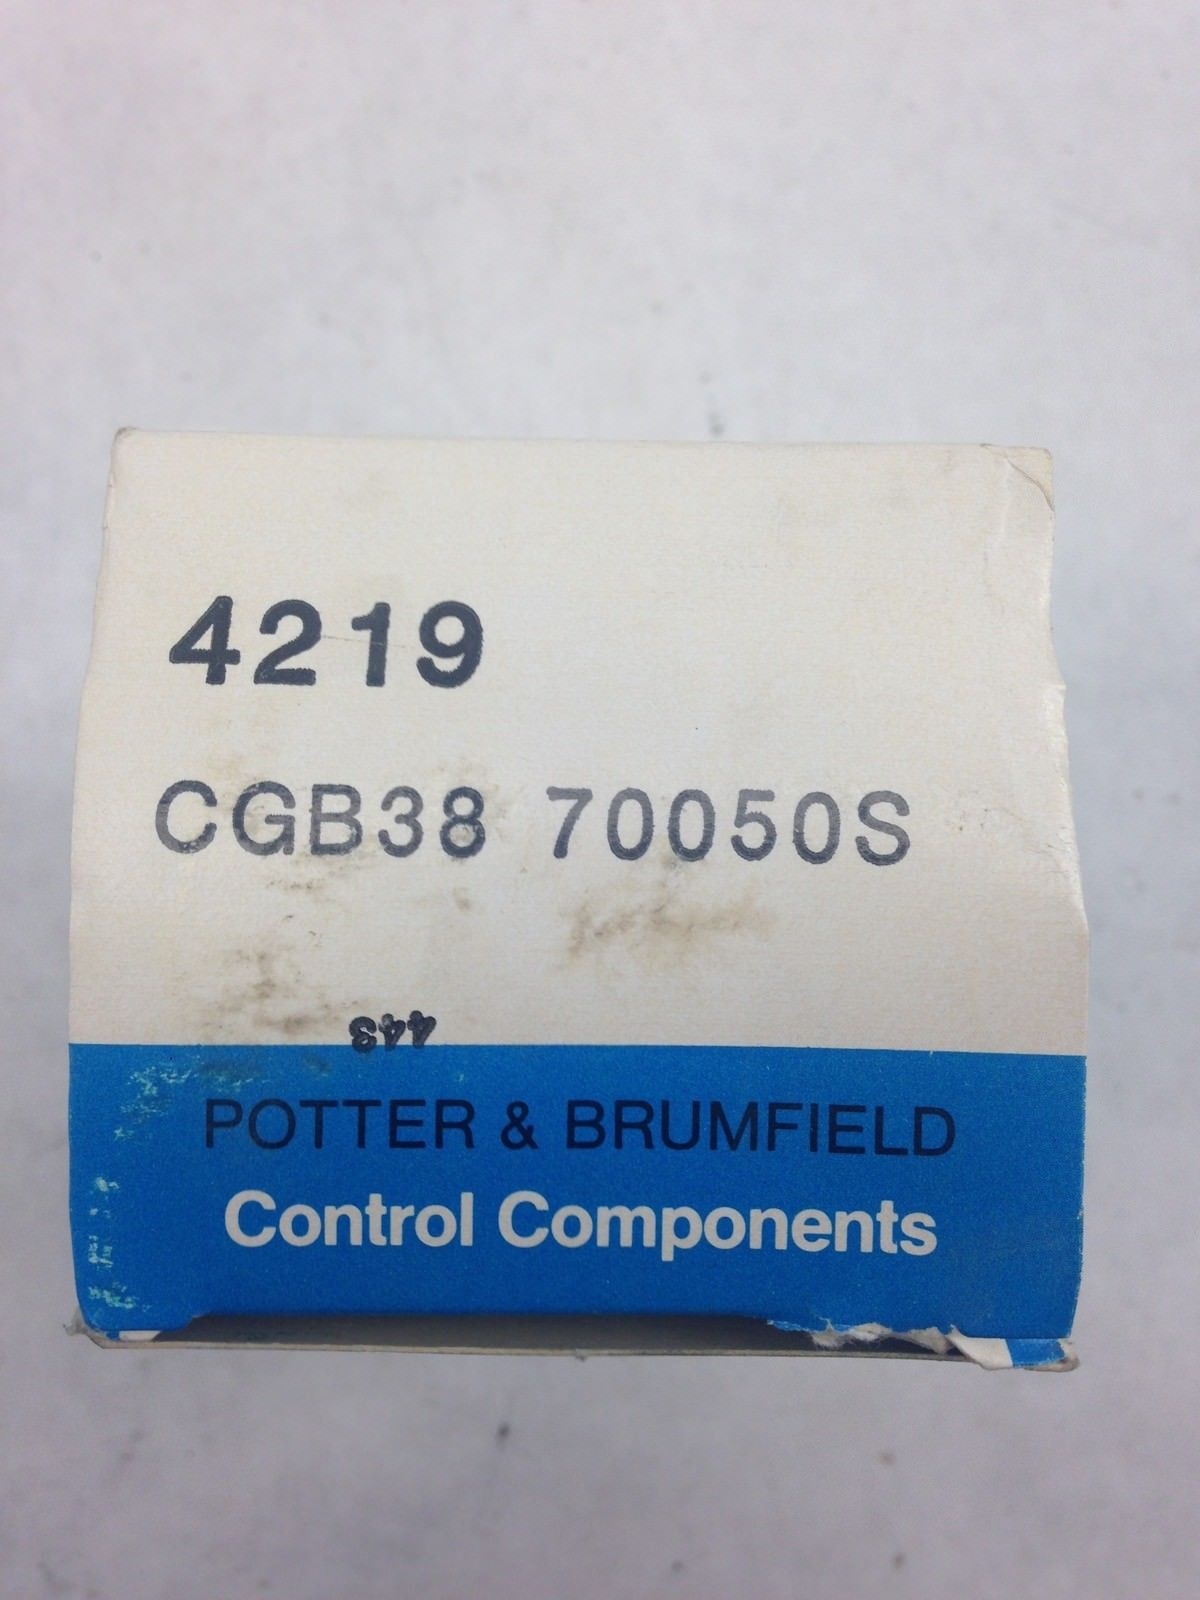 4219
CGB38 70050S
443
POTTER & BRUMFIELD
Control Components